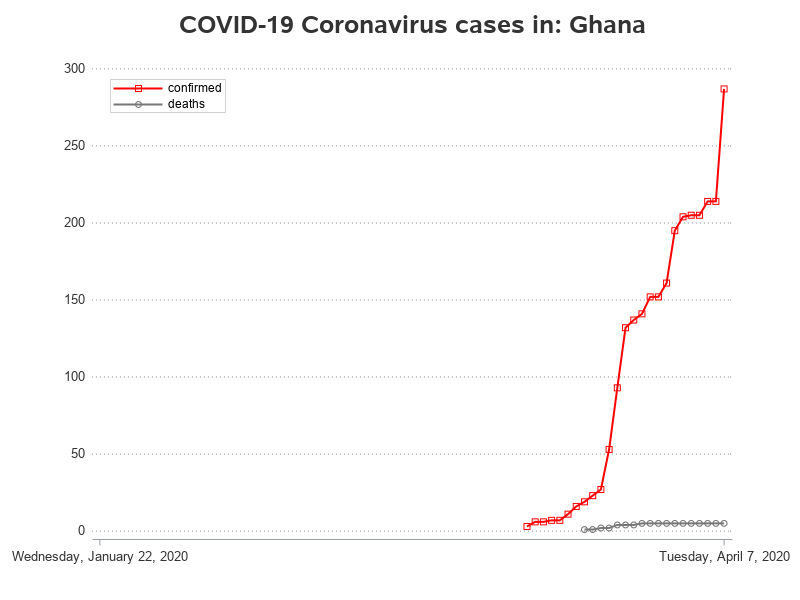 COVID-19 Coronavirus cases in: Ghana
300
confirmed
deaths
250
200
150
100
50
0
Wednesday, January 22, 2020 Tuesday, April 7, 2020